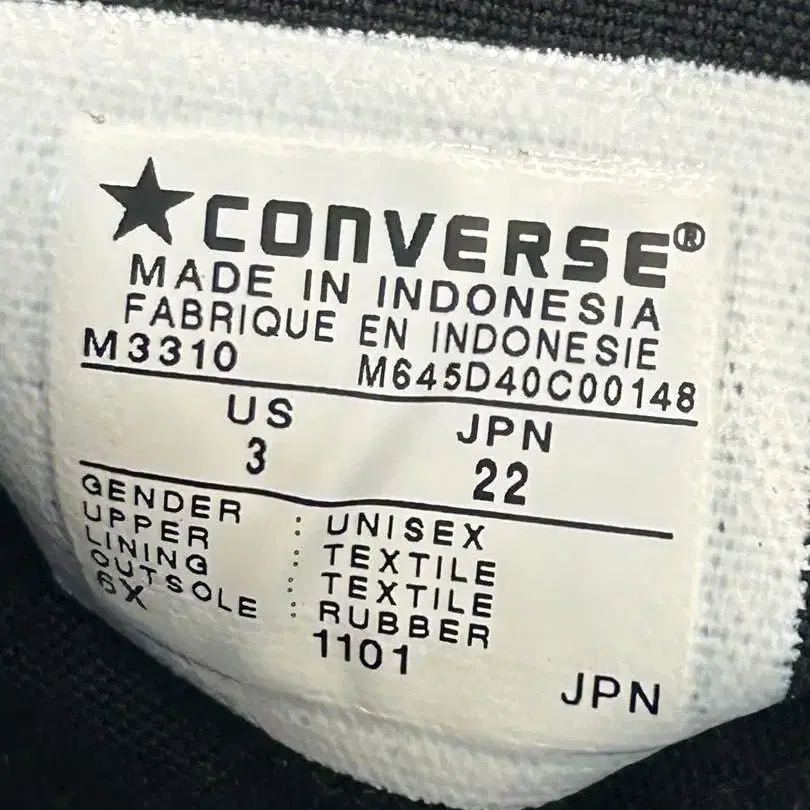 ★CONVERSE®
MADE IN INDONESIA
FABRIQUE EN INDONESIE
M3310 M645D40C00148
US JPN
3 22
GENDER : UNISEX
UPPER : TEXTILE
LINING : TEXTILE
OUTSOLE : RUBBER
6X 1101
JPN